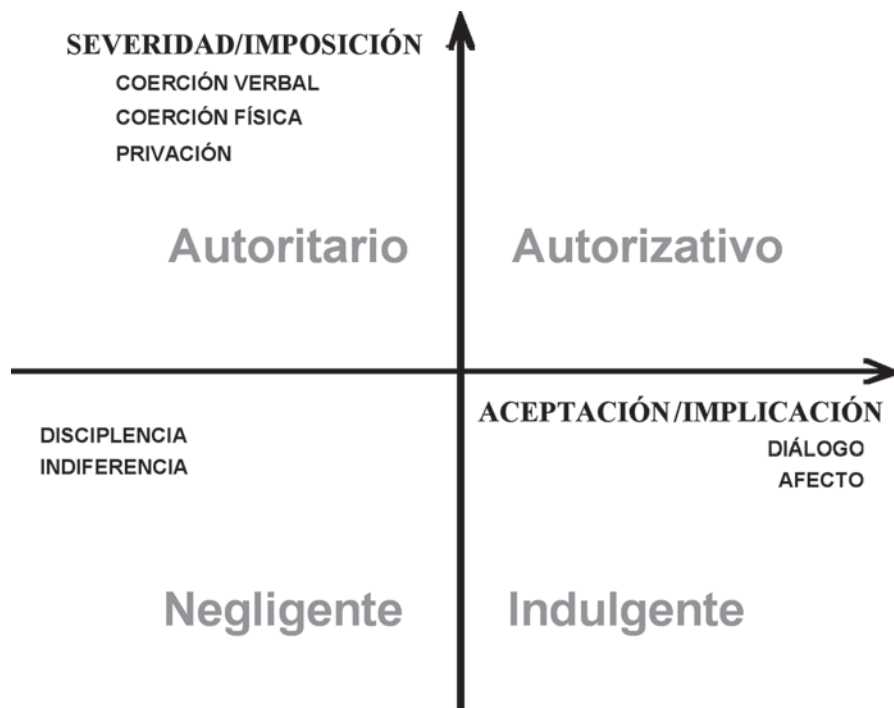 SEVERIDAD/IMPOSICIÓN
COERCIÓN VERBAL
COERCIÓN FÍSICA
PRIVACIÓN
Autoritario
Autorizativo
ACEPTACIÓN/IMPLICACIÓN
DISCIPLENCIA
INDIFERENCIA
DIÁLOGO
AFECTO
Negligente
Indulgente